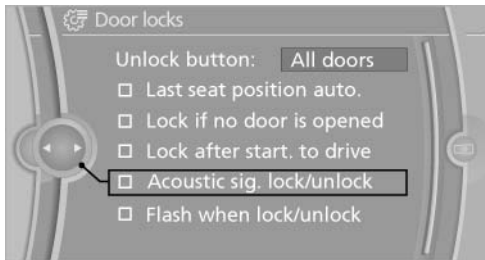 Door locks
Unlock button: All doors
Last seat position auto.
Lock if no door is opened
Lock after start. to drive
Acoustic sig. lock/unlock
Flash when lock/unlock